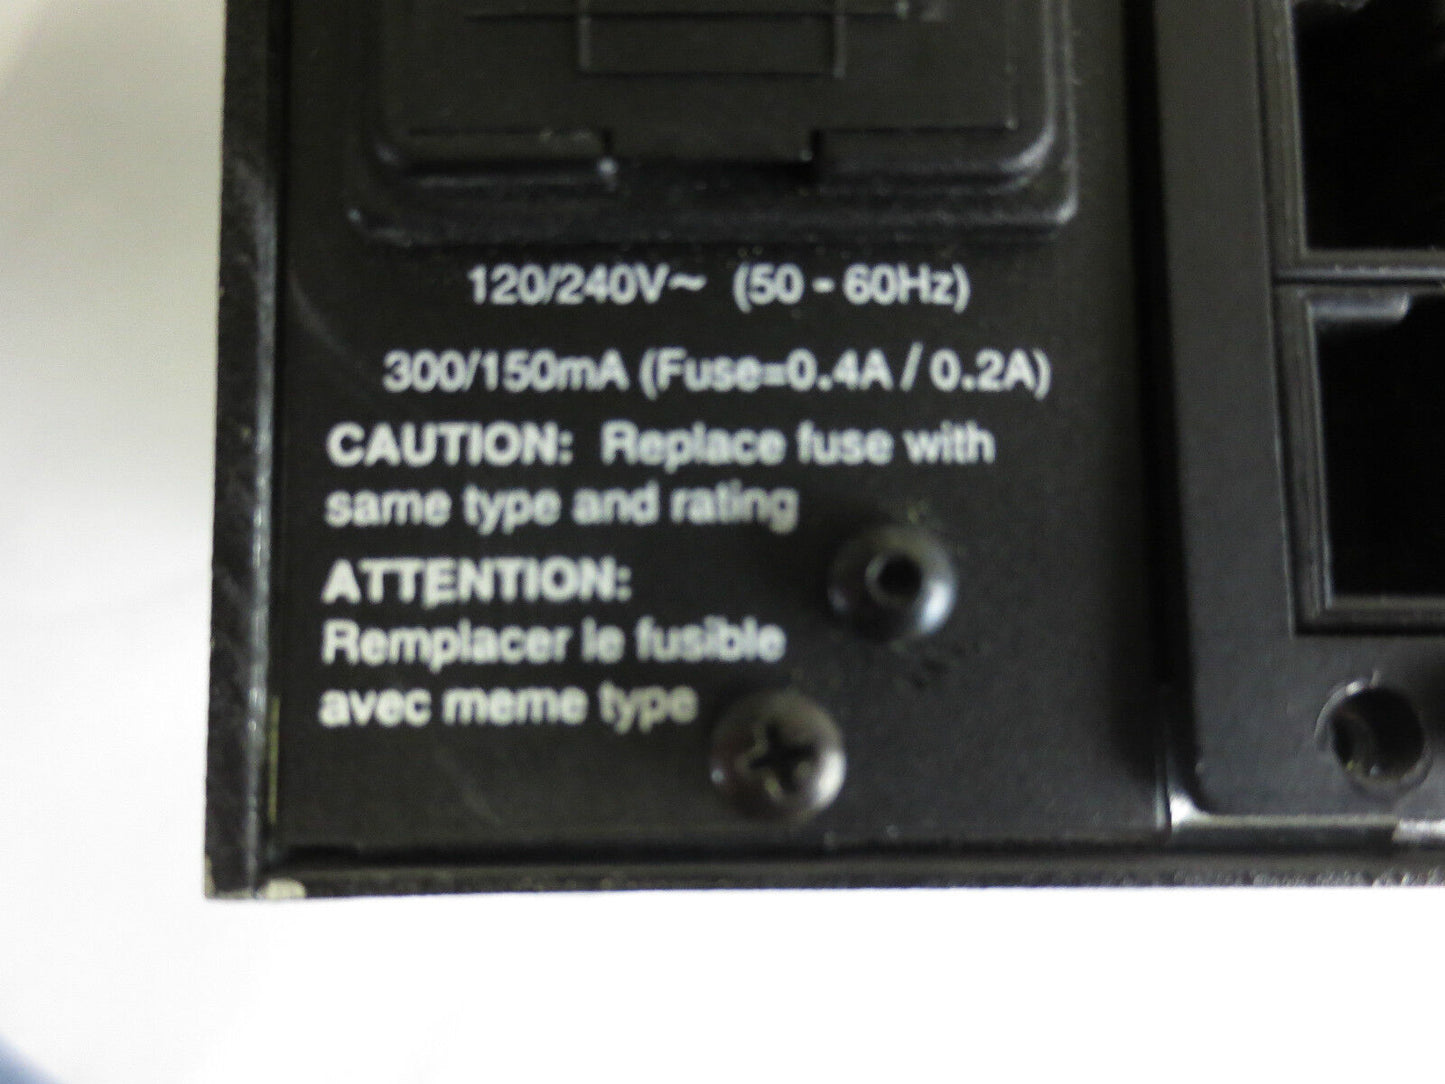 120/240V~ (50 - 60Hz)
300/150mA (Fuse=0.4A / 0.2A)
CAUTION: Replace fuse with
same type and rating
ATTENTION:
Remplacer le fusible
avec meme type